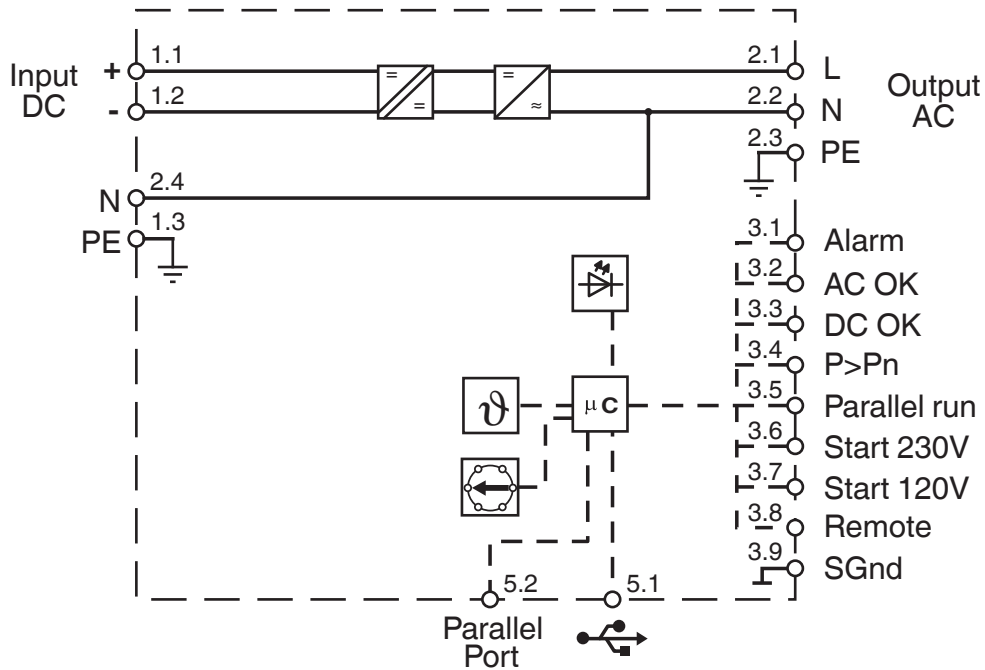 Input
DC
+
1.1
-
1.2
2.1
L
2.2
N
Output
AC
2.3
PE
=
=
=
≈
N
2.4
PE
1.3
3.1
Alarm
3.2
AC OK
3.3
DC OK
3.4
P>Pn
3.5
Parallel run
3.6
Start 230V
3.7
Start 120V
3.8
Remote
3.9
SGnd
ϑ
µC
5.2
5.1
Parallel
Port